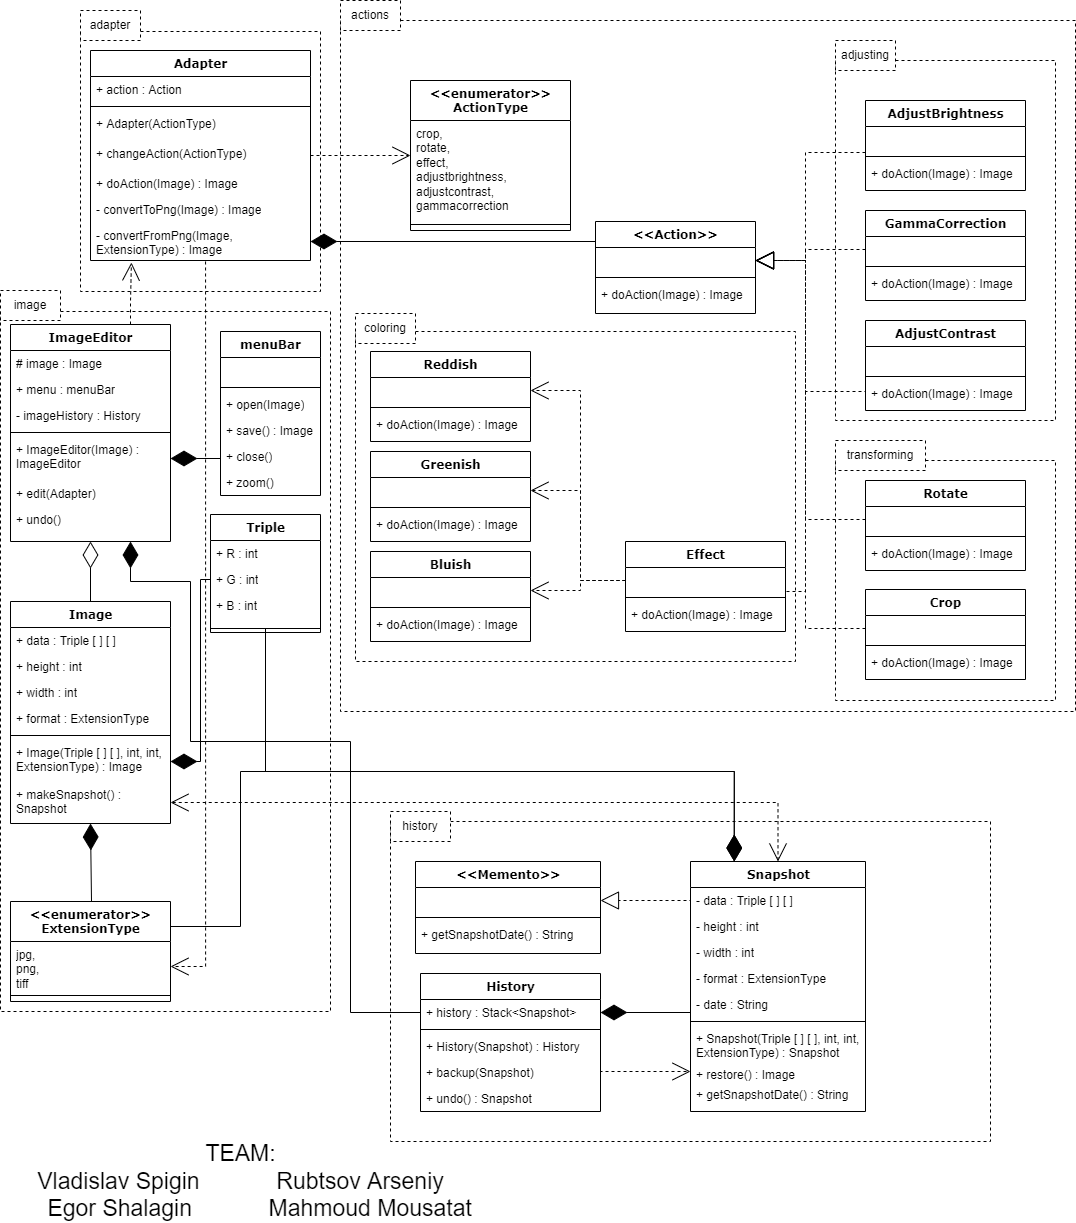 adapter
Adapter
+ action : Action
+ Adapter(ActionType)
+ changeAction(ActionType)
+ doAction(Image) : Image
- convertToPng(Image) : Image
- convertFromPng(Image,
ExtensionType) : Image
actions
<<enumerator>>
ActionType
crop,
rotate,
effect,
adjustbrightness,
adjustcontrast,
gammacorrection
<<Action>>
+ doAction(Image) : Image
adjusting
AdjustBrightness
+ doAction(Image) : Image
GammaCorrection
+ doAction(Image) : Image
AdjustContrast
+ doAction(Image) : Image
coloring
Reddish
+ doAction(Image) : Image
Greenish
+ doAction(Image) : Image
Bluish
+ doAction(Image) : Image
Effect
+ doAction(Image) : Image
transforming
Rotate
+ doAction(Image) : Image
Crop
+ doAction(Image) : Image
image
ImageEditor
# image : Image
+ menu : menuBar
- imageHistory : History
+ ImageEditor(Image) :
ImageEditor
+ edit(Adapter)
+ undo()
menuBar
+ open(Image)
+ save() : Image
+ close()
+ zoom()
Triple
+ R : int
+ G : int
+ B : int
Image
+ data : Triple [ ] [ ]
+ height : int
+ width : int
+ format : ExtensionType
+ Image(Triple [ ] [ ], int, int,
ExtensionType) : Image
+ makeSnapshot() :
Snapshot
<<enumerator>>
ExtensionType
jpg,
png,
tiff
history
<<Memento>>
+ getSnapshotDate() : String
History
+ history : Stack<Snapshot>
+ History(Snapshot) : History
+ backup(Snapshot)
+ undo() : Snapshot
Snapshot
- data : Triple [ ] [ ]
- height : int
- width : int
- format : ExtensionType
- date : String
+ Snapshot(Triple [ ] [ ], int, int,
ExtensionType) : Snapshot
+ restore() : Image
+ getSnapshotDate() : String
TEAM:
Vladislav Spigin Rubtsov Arseniy
Egor Shalagin Mahmoud Mousatat